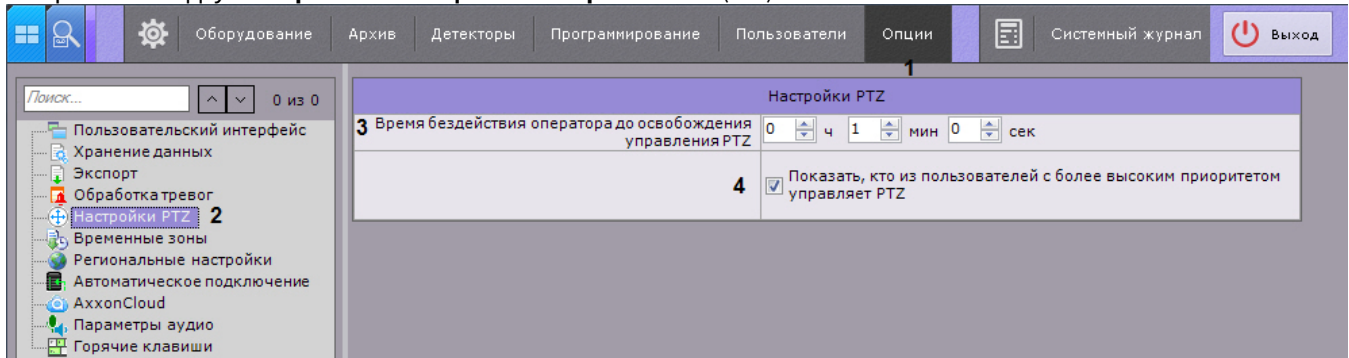 Оборудование Архив Детекторы Программирование Пользователи Опции Системный журнал Выход
1
Поиск... 0 из 0
Пользовательский интерфейс
Хранение данных
Экспорт
Обработка тревог
Настройки PTZ 2
Временные зоны
Региональные настройки
Автоматическое подключение
AxxonCloud
Параметры аудио
Горячие клавиши
Настройки PTZ
3 Время бездействия оператора до освобождения
управления PTZ
0 ч 1 мин 0 сек
4
Показать, кто из пользователей с более высоким приоритетом
управляет PTZ